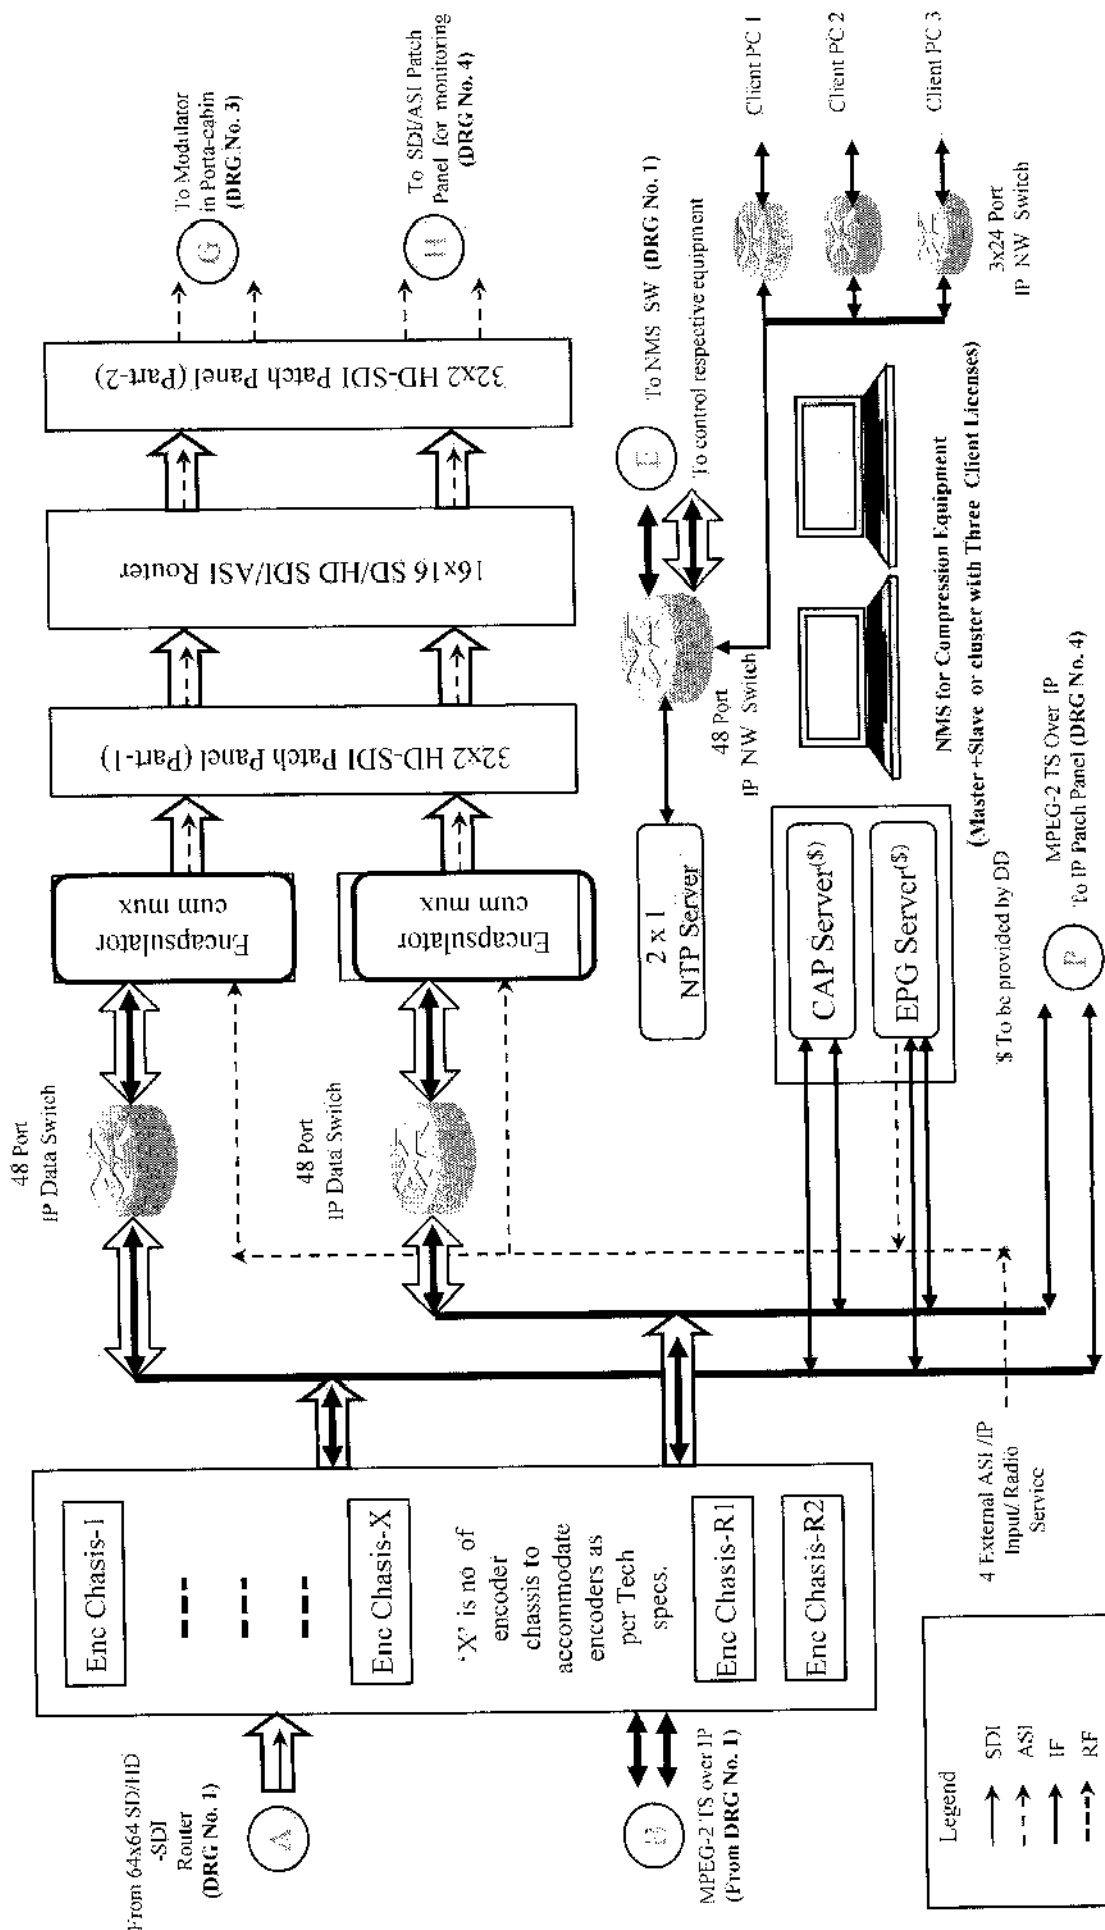 From 64x64 SD/HD
-SDI
Router
(DRG No. 1)
A
B
MPEG-2 TS over IP
(From DRG No. 1)
Enc Chasis-1
Enc Chasis-X
'X' is no of
encoder
chassis to
accommodate
encoders as
per Tech
specs.
Enc Chasis-R1
Enc Chasis-R2
4 External ASI /IP
Input/ Radio
Service
48 Port
IP Data Switch
48 Port
IP Data Switch
Encapsulator
cum mux
Encapsulator
cum mux
32x2 HD-SDI Patch Panel (Part-1)
16x16 SD/HD SDI/ASI Router
32x2 HD-SDI Patch Panel (Part-2)
G
To Modulator
in Porta-cabin
(DRG No. 3)
H
To SDI/ASI Patch
Panel for monitoring
(DRG No. 4)
2 x 1
NTP Server
48 Port
IP NW Switch
E
To NMS SW (DRG No. 1)
To control respective equipment
Client PC 1
Client PC 2
Client PC 3
3x24 Port
IP NW Switch
CAP Server($)
EPG Server($)
$ To be provided by DD
NMS for Compression Equipment
(Master +Slave or cluster with Three Client Licenses)
P
MPEG-2 TS Over IP
To IP Patch Panel (DRG No. 4)
Legend
SDI
ASI
IF
RF